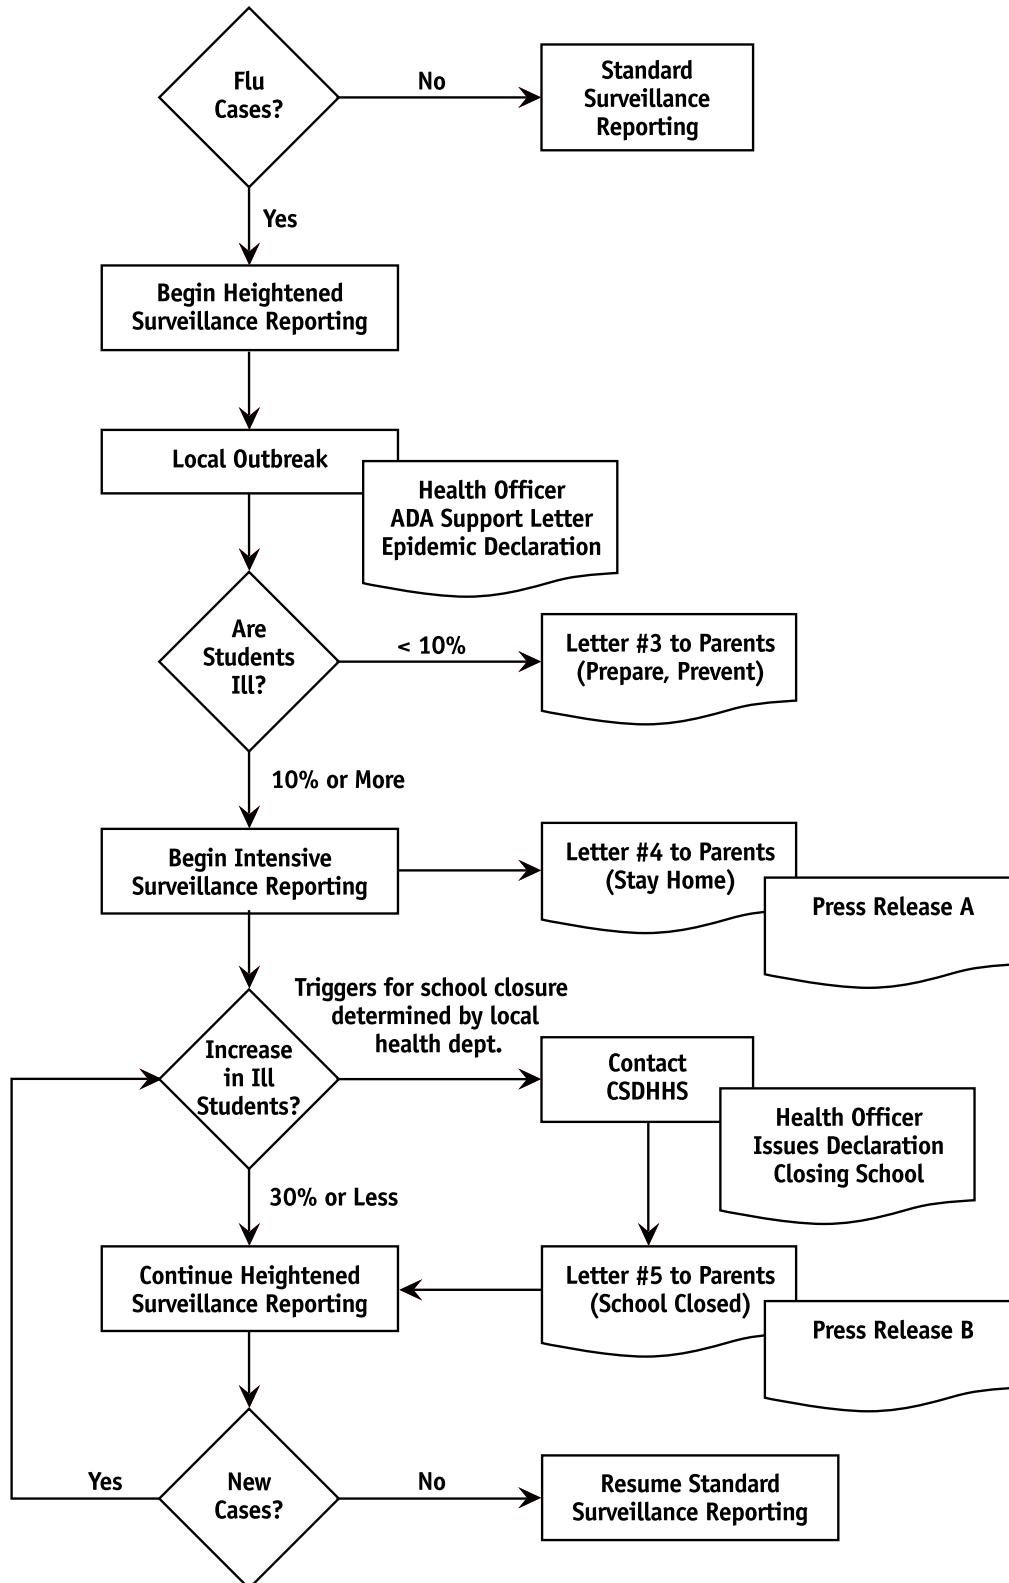 Flu
Cases?
No
Standard
Surveillance
Reporting
Yes
Begin Heightened
Surveillance Reporting
Local Outbreak
Health Officer
ADA Support Letter
Epidemic Declaration
Are
Students
Ill?
< 10%
Letter #3 to Parents
(Prepare, Prevent)
10% or More
Begin Intensive
Surveillance Reporting
Letter #4 to Parents
(Stay Home)
Press Release A
Triggers for school closure
determined by local
health dept.
Increase
in Ill
Students?
Contact
CSDHHS
Health Officer
Issues Declaration
Closing School
30% or Less
Continue Heightened
Surveillance Reporting
Letter #5 to Parents
(School Closed)
Press Release B
Yes
New
Cases?
No
Resume Standard
Surveillance Reporting